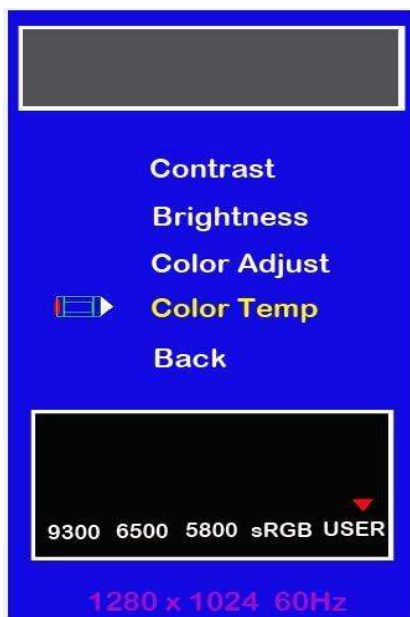 Contrast
Brightness
Color Adjust
Color Temp
Back
9300 6500 5800 sRGB USER
1280 x 1024 60Hz